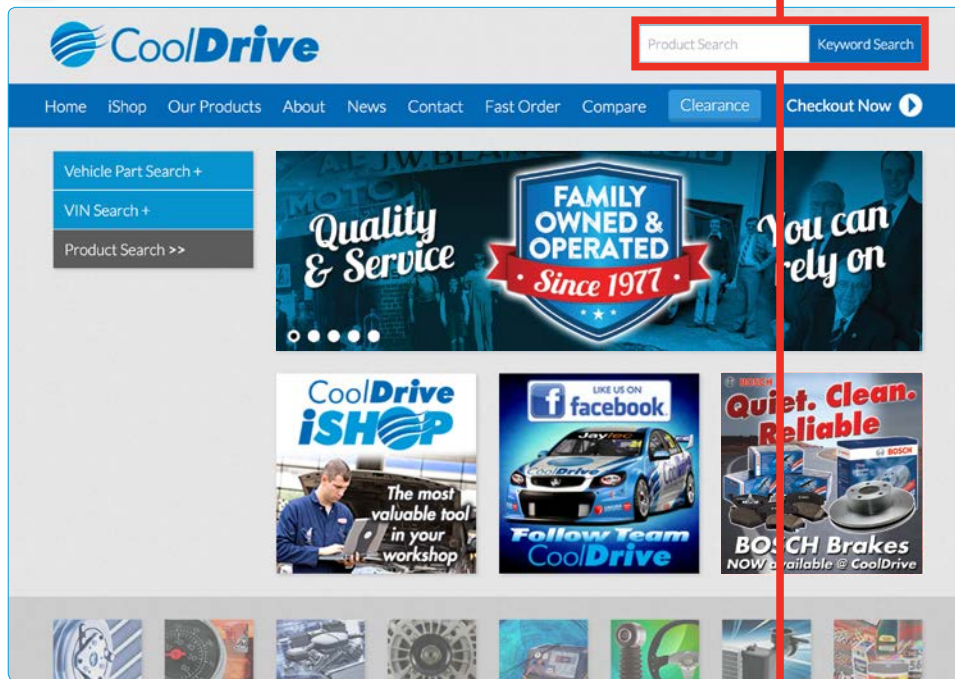 CoolDrive
Product Search Keyword Search
Home iShop Our Products About News Contact Fast Order Compare Clearance Checkout Now
Vehicle Part Search +
VIN Search +
Product Search >>
Quality
& Service
FAMILY
OWNED &
OPERATED
Since 1977
You can
rely on
CoolDrive
iSHOP
The most
valuable tool
in your
workshop
LIKE US ON
facebook
Jaytec
CoolDrive
Follow Team
CoolDrive
BOSCH
Quiet. Clean.
Reliable
BOSCH
BOSCH Brakes
NOW available @ CoolDrive